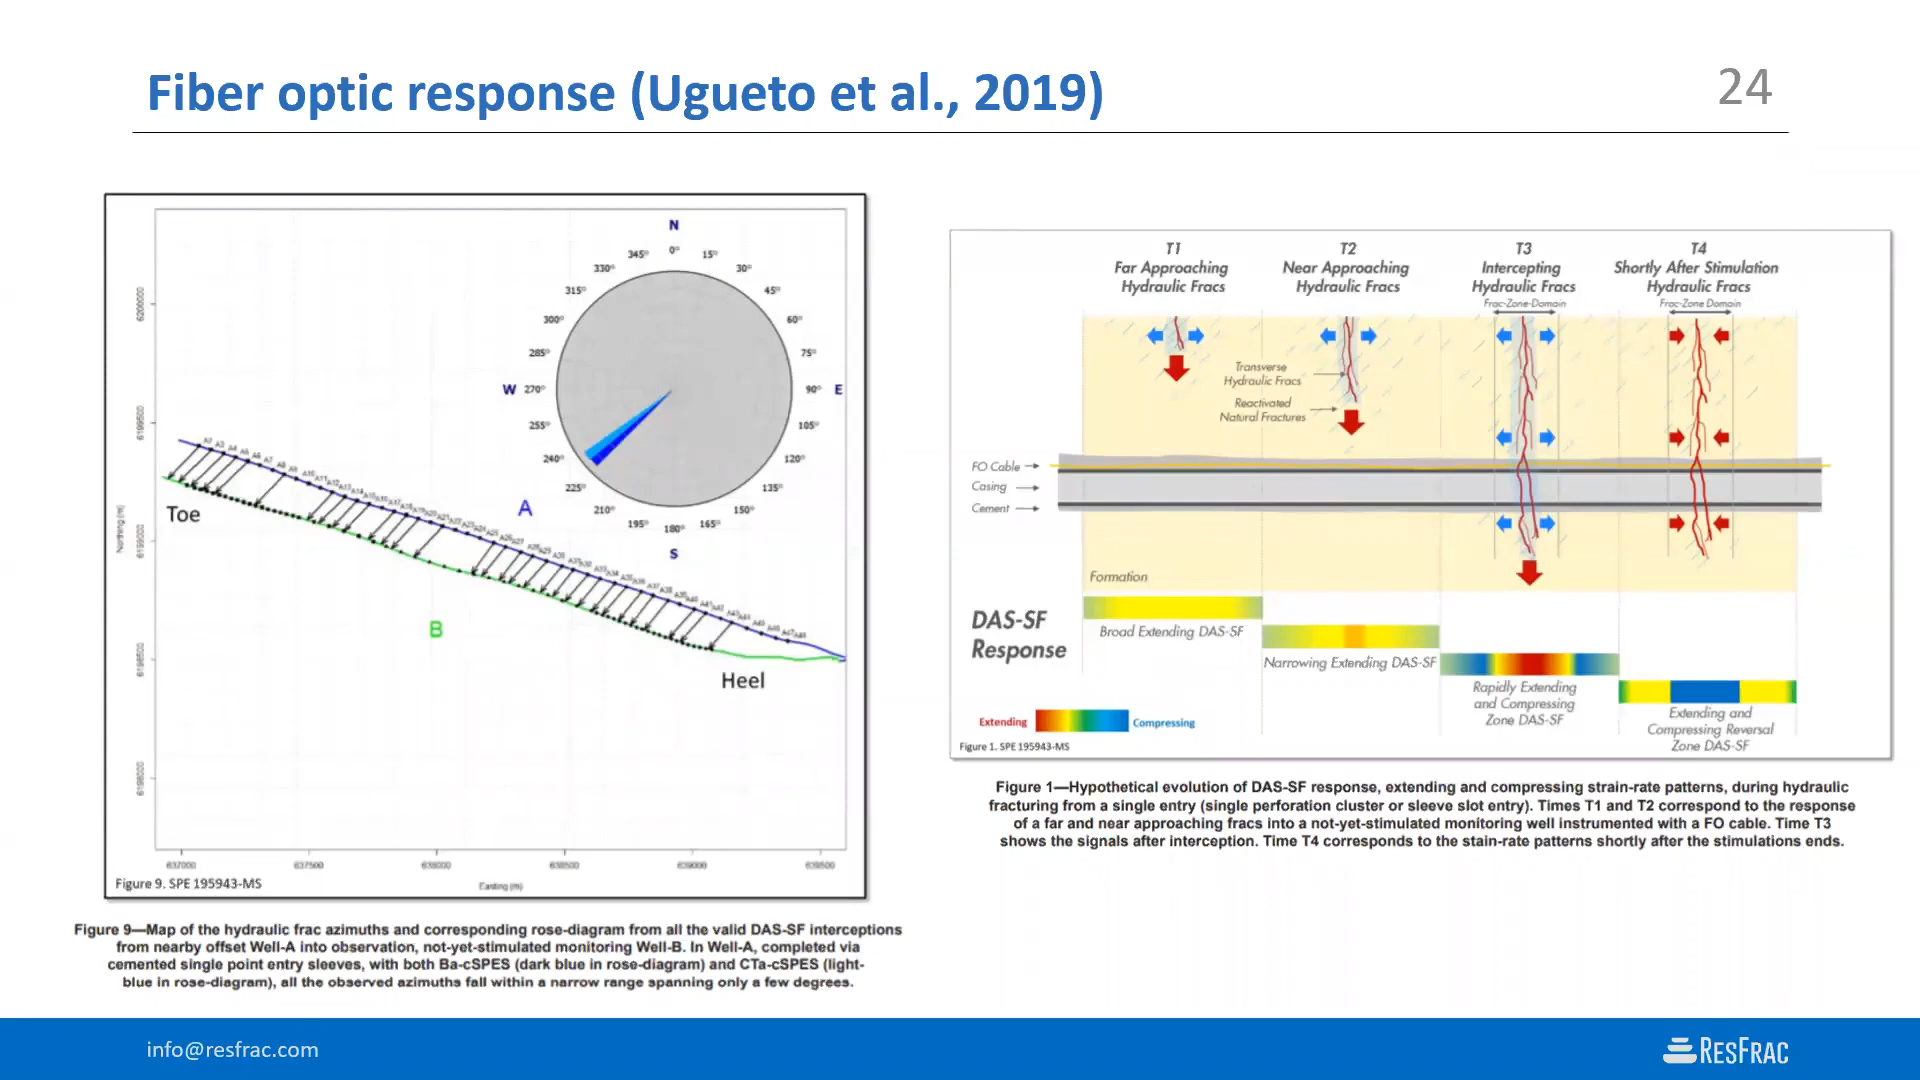 Fiber optic response (Ugueto et al., 2019)
24
N
345° 0° 15°
330° 30°
315° 45°
300° 60°
285° 75°
W 270° 90° E
255° 105°
240° 120°
225° 135°
210° 150°
195° 180° 165°
S
A
B
Toe
Heel
Northing (m)
637000 637500 638000 638500 639000 639500
Easting (m)
Figure 9. SPE 195943-MS
Figure 9—Map of the hydraulic frac azimuths and corresponding rose-diagram from all the valid DAS-SF interceptions
from nearby offset Well-A into observation, not-yet-stimulated monitoring Well-B. In Well-A, completed via
cemented single point entry sleeves, with both Ba-cSPES (dark blue in rose-diagram) and CTa-cSPES (light-
blue in rose-diagram), all the observed azimuths fall within a narrow range spanning only a few degrees.
T1
Far Approaching
Hydraulic Fracs
T2
Near Approaching
Hydraulic Fracs
T3
Intercepting
Hydraulic Fracs
Frac-Zone-Domain
T4
Shortly After Stimulation
Hydraulic Fracs
Frac-Zone Domain
Transverse
Hydraulic Fracs
Reactivated
Natural Fractures
FO Cable
Casing
Cement
Formation
DAS-SF
Response
Broad Extending DAS-SF
Narrowing Extending DAS-SF
Rapidly Extending
and Compressing
Zone DAS-SF
Extending and
Compressing Reversal
Zone DAS-SF
Extending
Compressing
Figure 1. SPE 195943-MS
Figure 1—Hypothetical evolution of DAS-SF response, extending and compressing strain-rate patterns, during hydraulic
fracturing from a single entry (single perforation cluster or sleeve slot entry). Times T1 and T2 correspond to the response
of a far and near approaching fracs into a not-yet-stimulated monitoring well instrumented with a FO cable. Time T3
shows the signals after interception. Time T4 corresponds to the stain-rate patterns shortly after the stimulations ends.
info@resfrac.com
RESFRAC